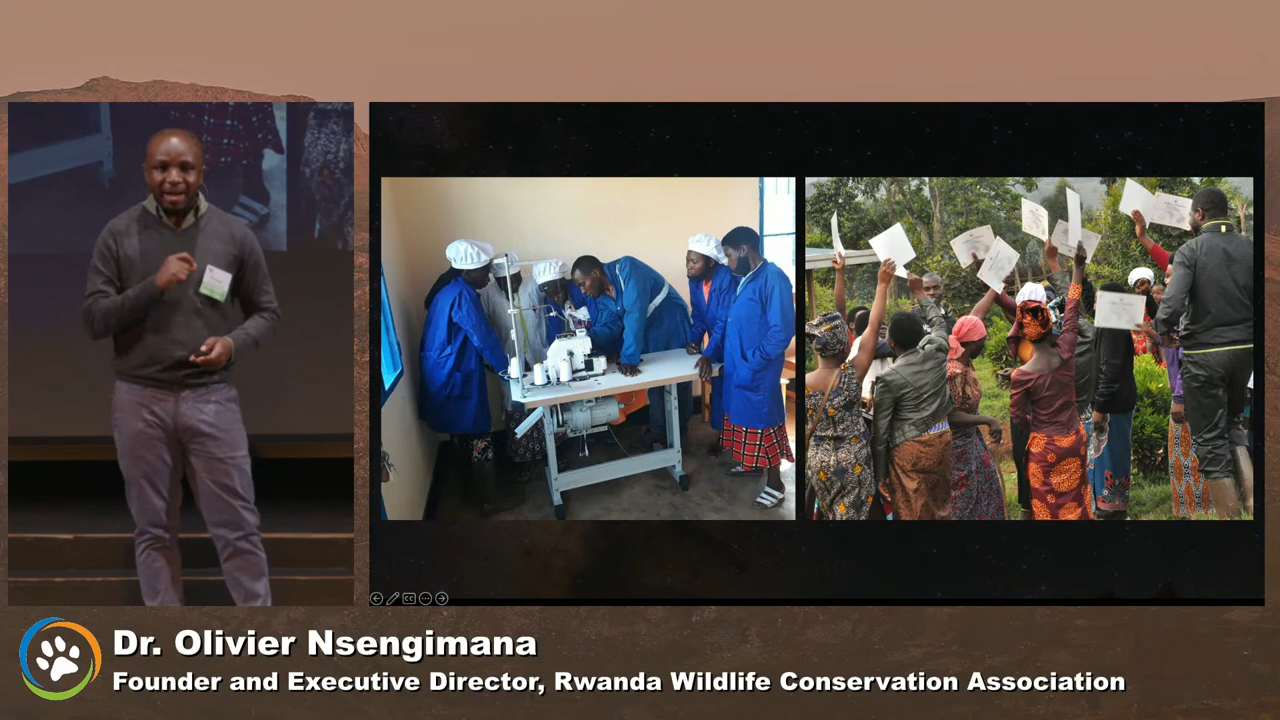 Dr. Olivier Nsengimana
Founder and Executive Director, Rwanda Wildlife Conservation Association